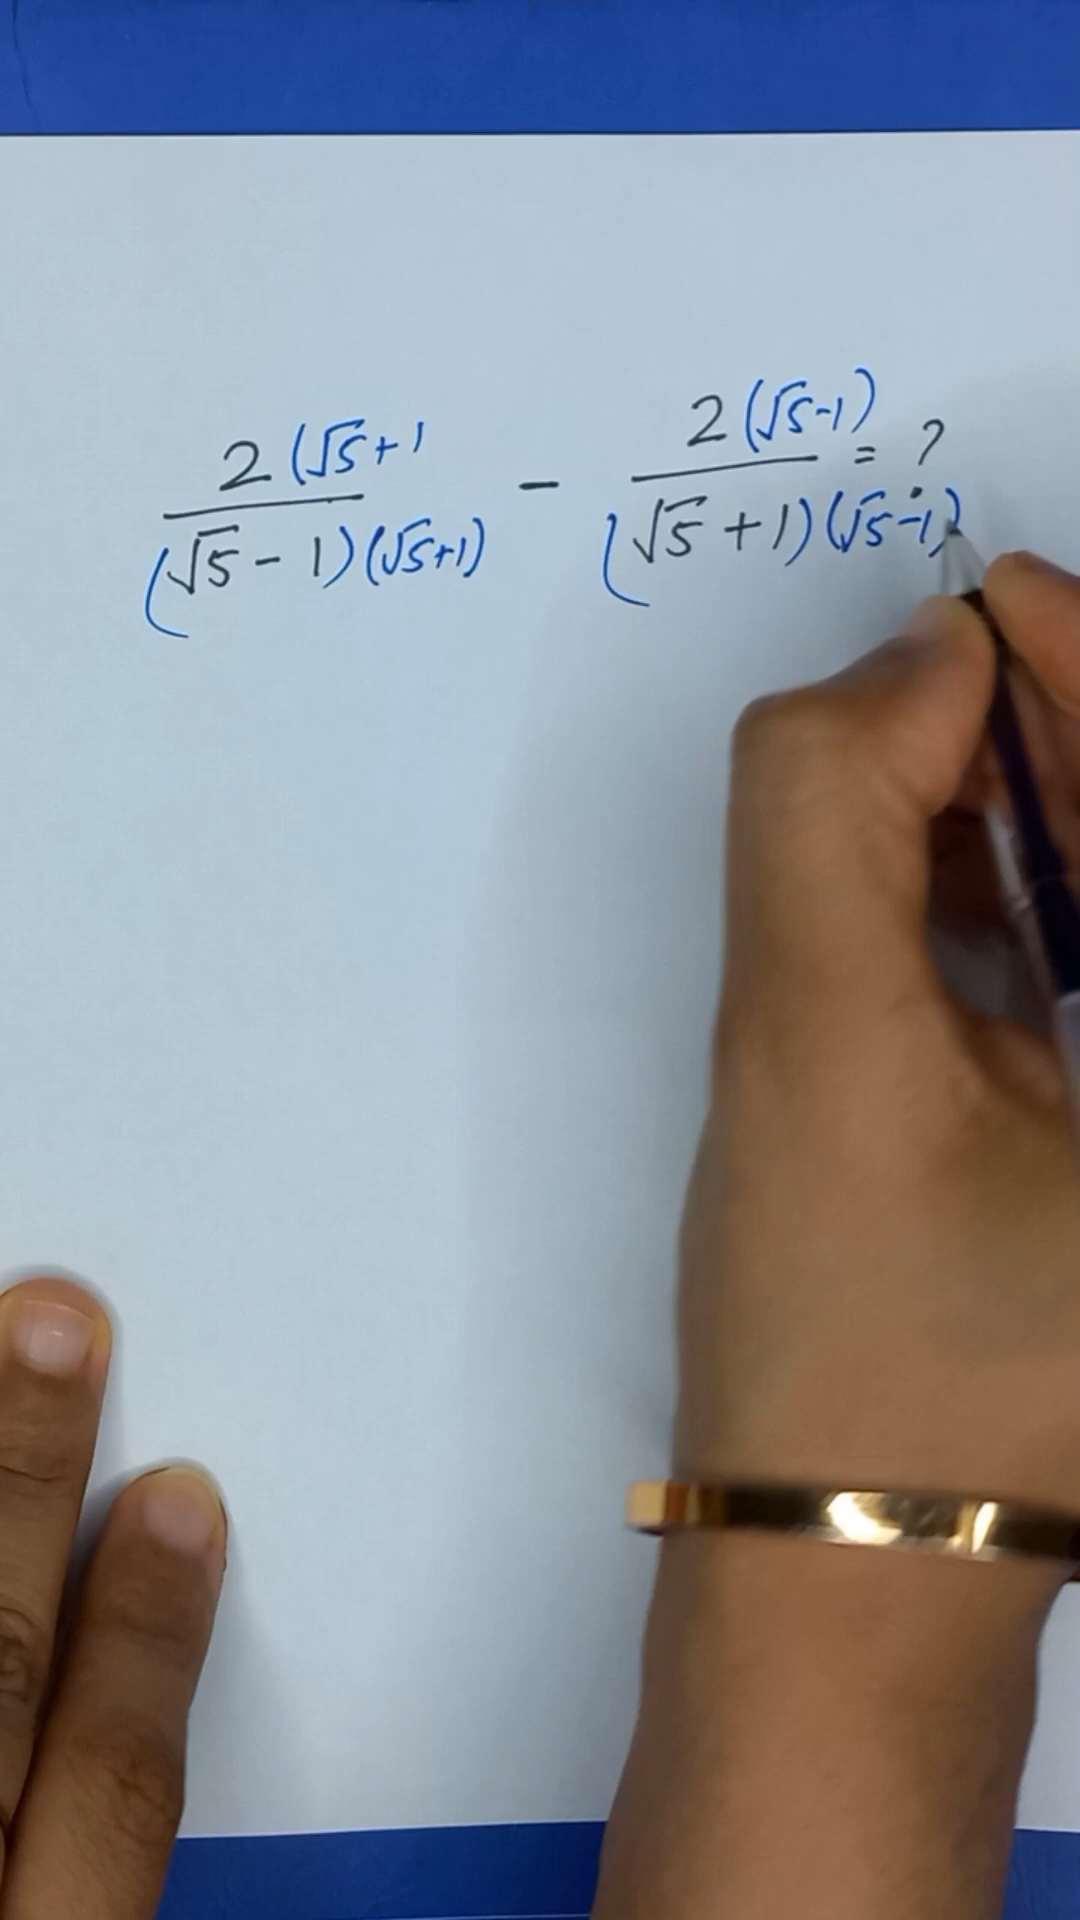 2(√5+1 / (√5-1)(√5+1) - 2(√5-1) / (√5+1)(√5-1) = ?